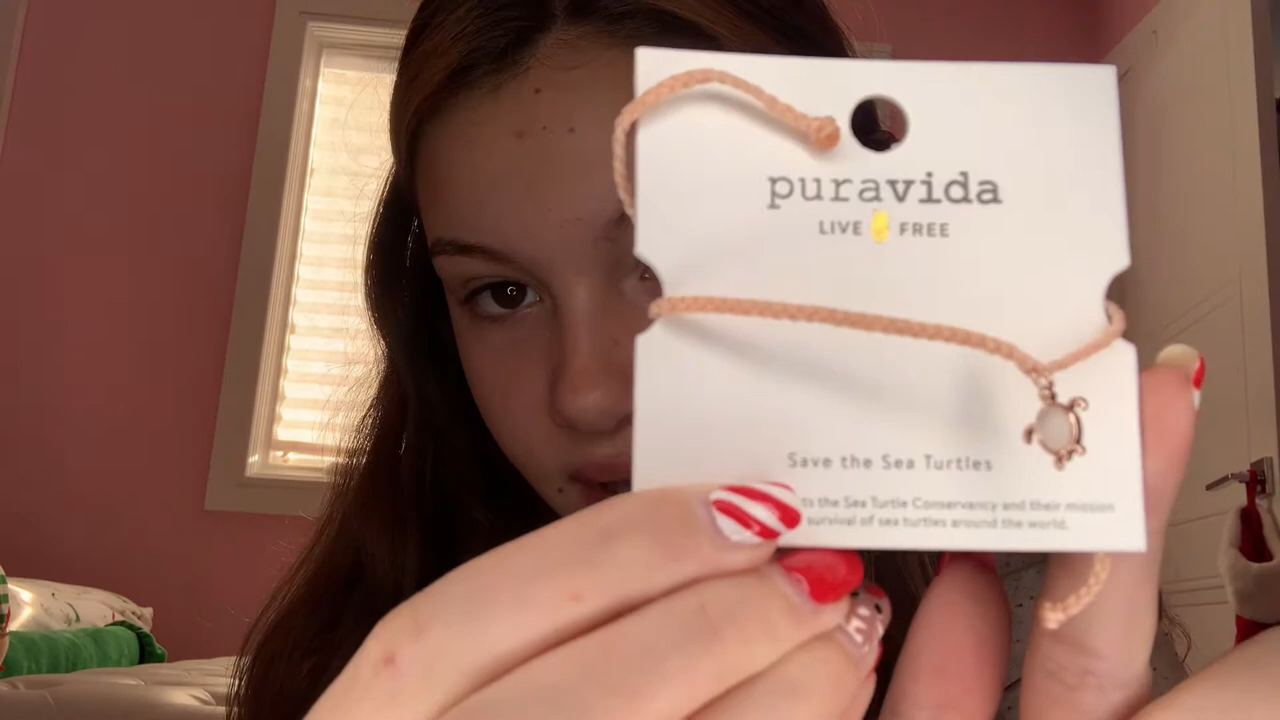 puravida
LIVE FREE
Save the Sea Turtles
the Sea Turtle Conservancy and their mission
survival of sea turtles around the world.